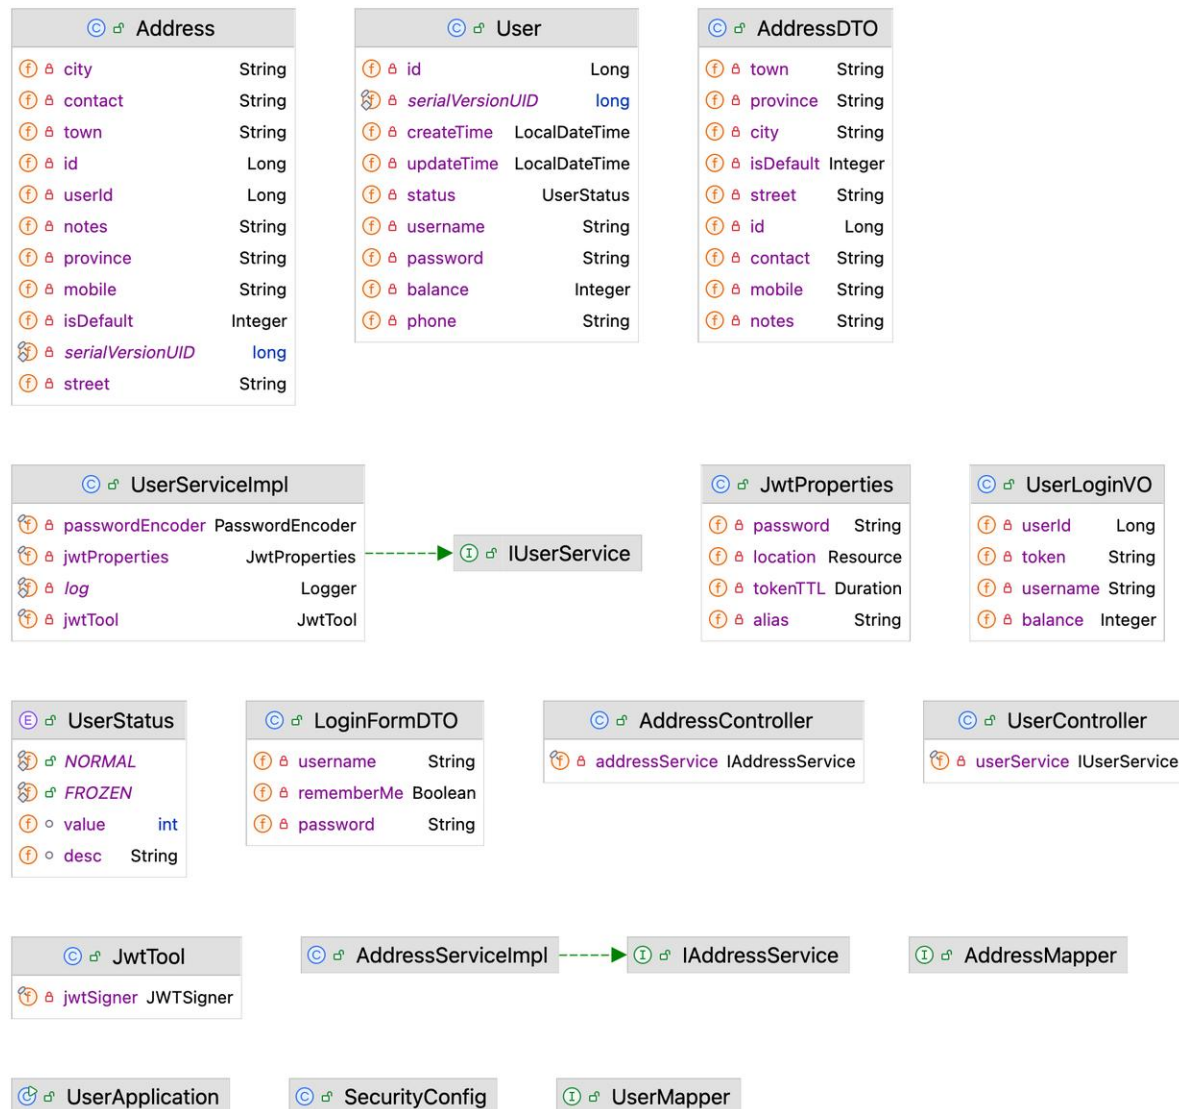 Address
city String
contact String
town String
id Long
userId Long
notes String
province String
mobile String
isDefault Integer
serialVersionUID long
street String
User
id Long
serialVersionUID long
createTime LocalDateTime
updateTime LocalDateTime
status UserStatus
username String
password String
balance Integer
phone String
AddressDTO
town String
province String
city String
isDefault Integer
street String
id Long
contact String
mobile String
notes String
UserServiceImpl
passwordEncoder PasswordEncoder
jwtProperties JwtProperties
log Logger
jwtTool JwtTool
IUserService
JwtProperties
password String
location Resource
tokenTTL Duration
alias String
UserLoginVO
userId Long
token String
username String
balance Integer
UserStatus
NORMAL
FROZEN
value int
desc String
LoginFormDTO
username String
rememberMe Boolean
password String
AddressController
addressService IAddressService
UserController
userService IUserService
JwtTool
jwtSigner JWTSigner
AddressServiceImpl
IAddressService
AddressMapper
UserApplication
SecurityConfig
UserMapper